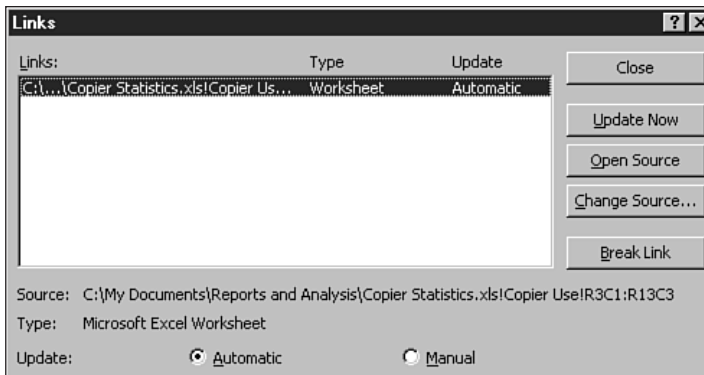 Links
Links: Type Update Close
C:\...\Copier Statistics.xls!Copier Us... Worksheet Automatic
Update Now
Open Source
Change Source...
Break Link
Source: C:\My Documents\Reports and Analysis\Copier Statistics.xls!Copier Use!R3C1:R13C3
Type: Microsoft Excel Worksheet
Update: Automatic Manual